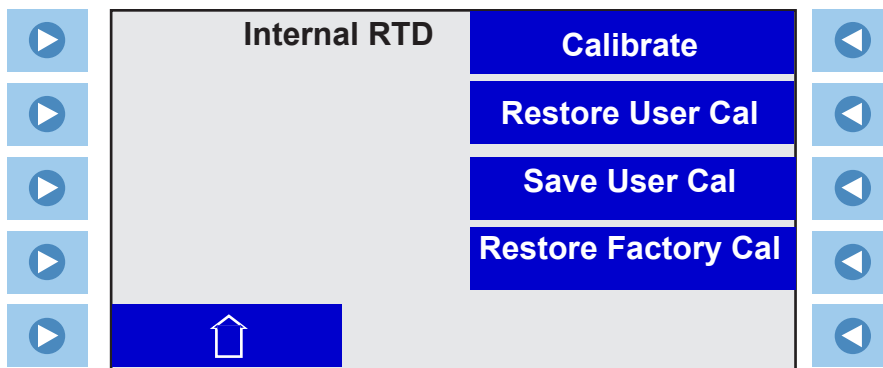 Internal RTD
Calibrate
Restore User Cal
Save User Cal
Restore Factory Cal